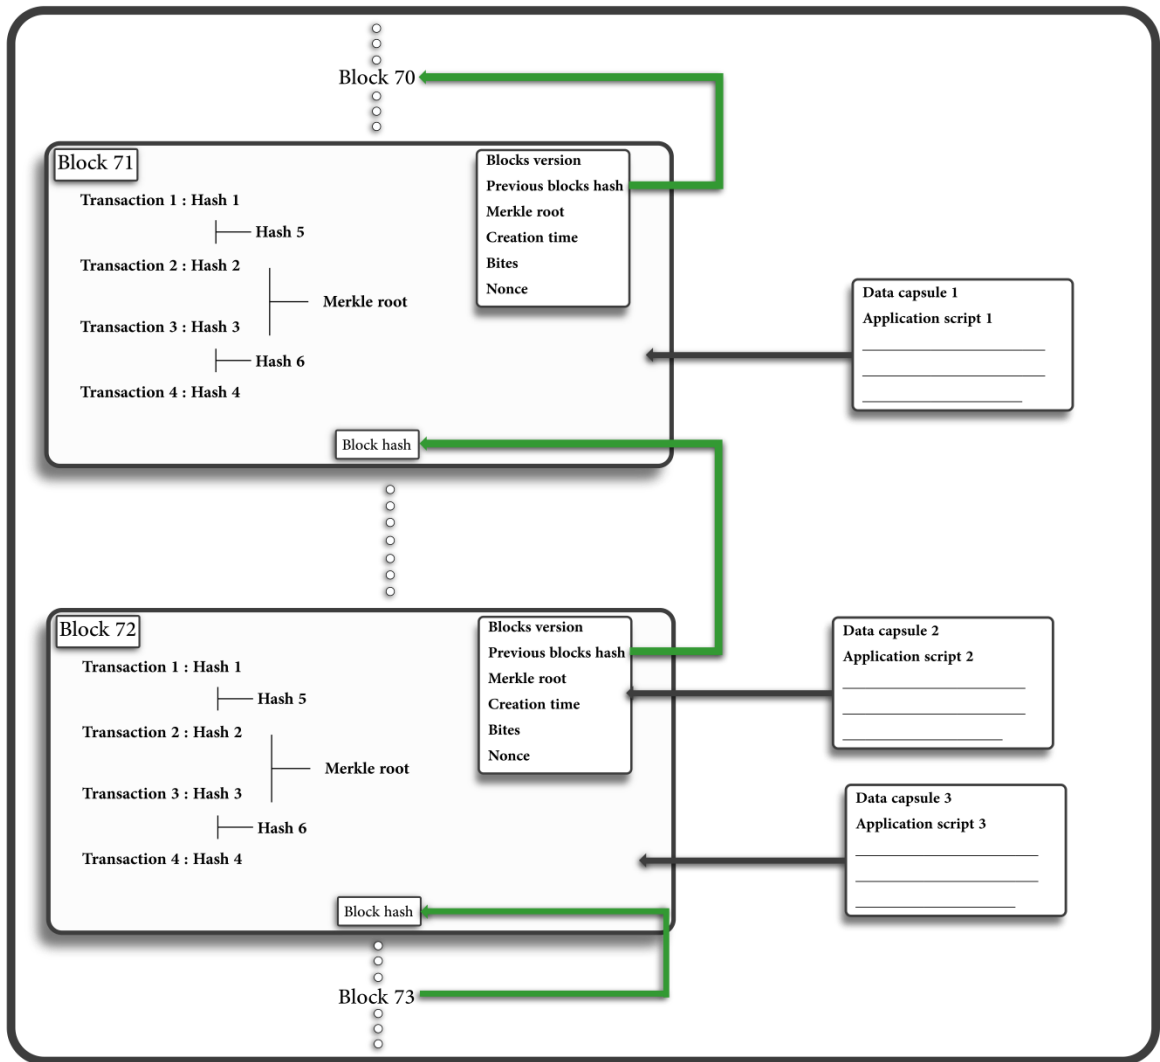 Block 70
Block 71
Transaction 1 : Hash 1
Hash 5
Transaction 2 : Hash 2
Merkle root
Transaction 3 : Hash 3
Hash 6
Transaction 4 : Hash 4
Blocks version
Previous blocks hash
Merkle root
Creation time
Bites
Nonce
Data capsule 1
Application script 1
Block hash
Block 72
Transaction 1 : Hash 1
Hash 5
Transaction 2 : Hash 2
Merkle root
Transaction 3 : Hash 3
Hash 6
Transaction 4 : Hash 4
Blocks version
Previous blocks hash
Merkle root
Creation time
Bites
Nonce
Data capsule 2
Application script 2
Data capsule 3
Application script 3
Block hash
Block 73